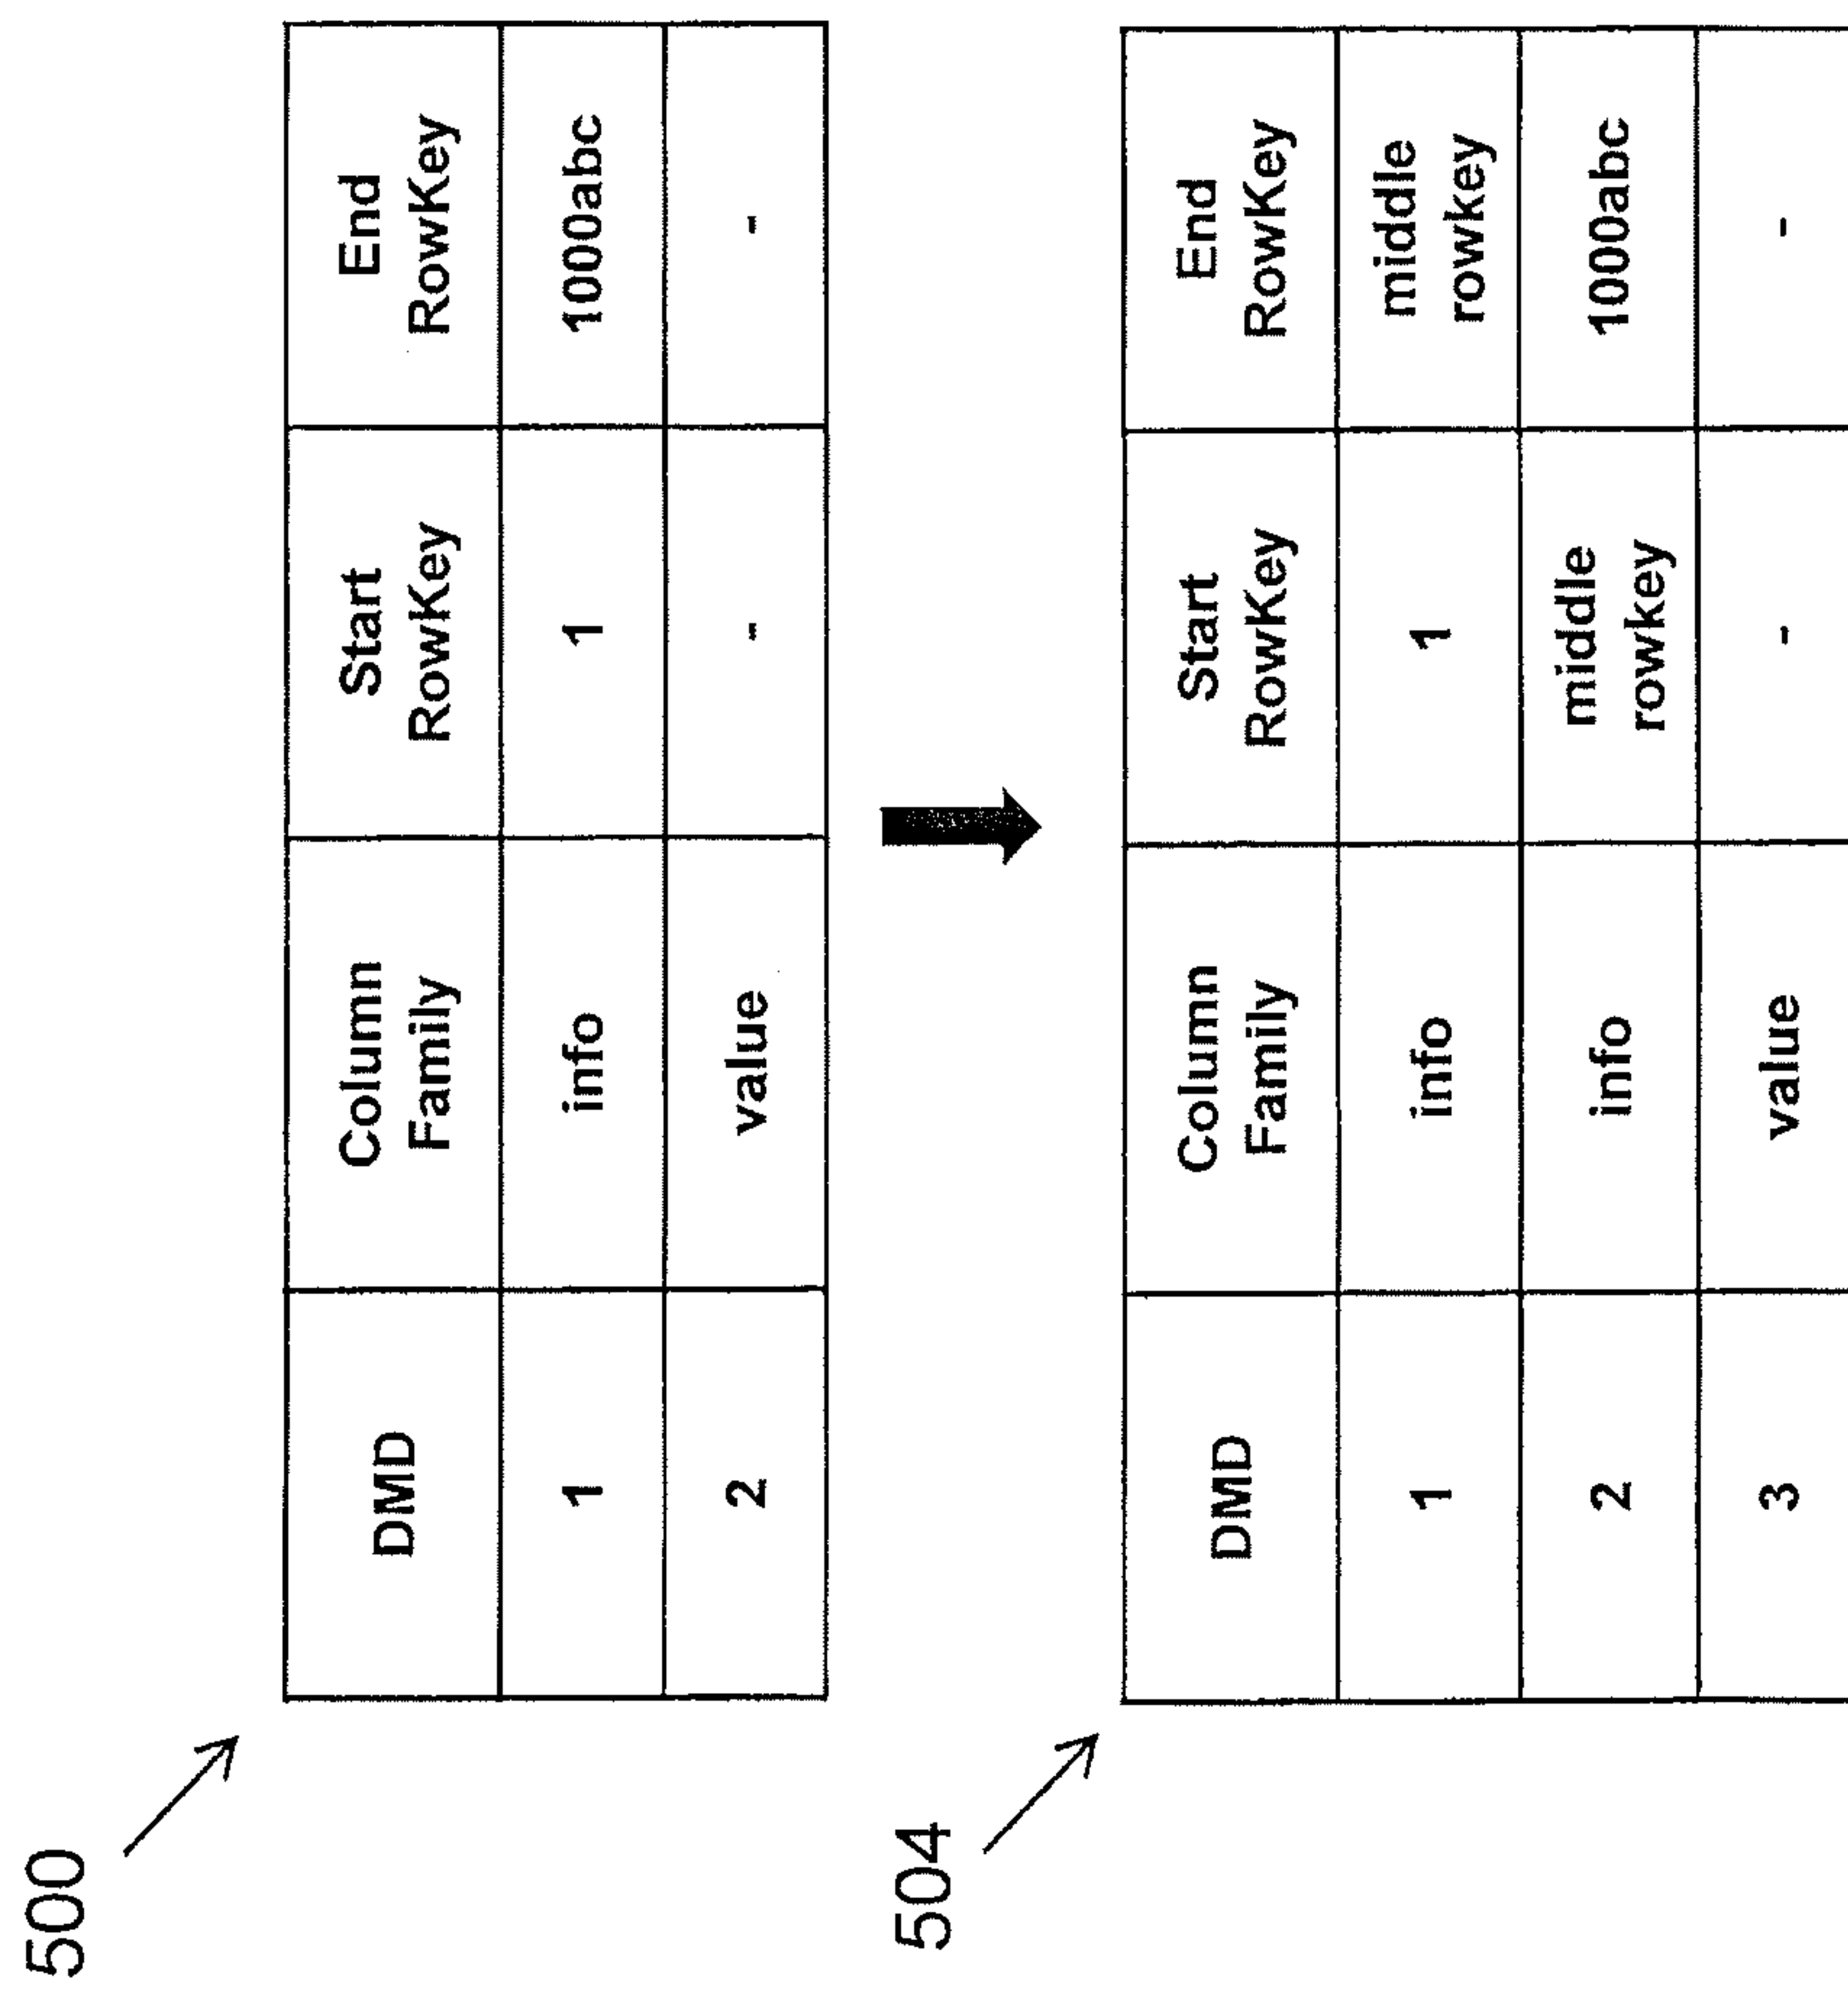 500
DMD
Column
Family
Start
RowKey
End
RowKey
1
info
1
1000abc
2
value
-
-
504
DMD
Column
Family
Start
RowKey
End
RowKey
1
info
1
middle
rowkey
2
info
middle
rowkey
1000abc
3
value
-
-